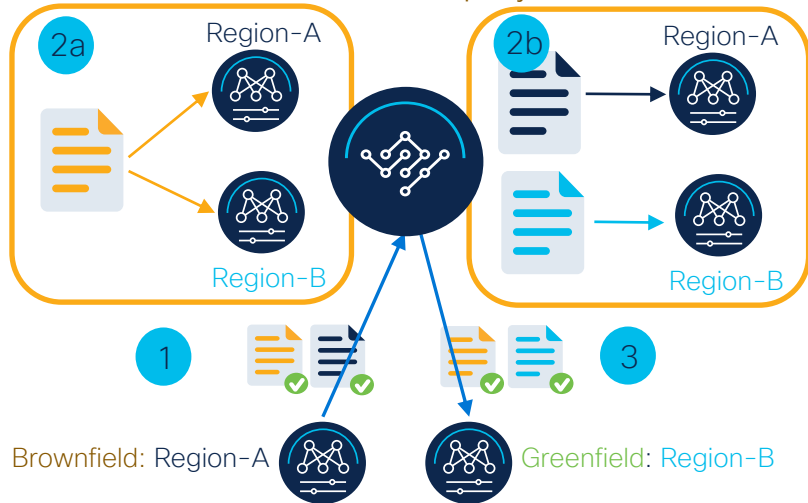 2a
Region-A
Region-B
2b
Region-A
Region-B
1
3
Brownfield: Region-A
Greenfield: Region-B